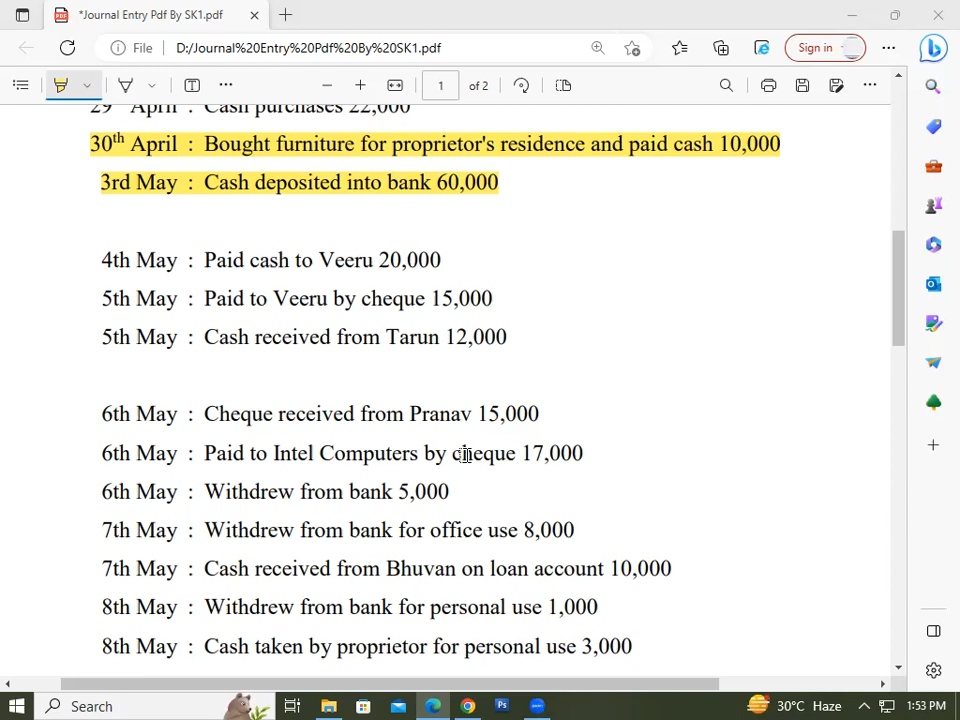 *Journal Entry Pdf By SK1.pdf
File D:/Journal%20Entry%20Pdf%20By%20SK1.pdf
Sign in
1 of 2
29 April : Cash purchases 22,000
30th April : Bought furniture for proprietor's residence and paid cash 10,000
3rd May : Cash deposited into bank 60,000
4th May : Paid cash to Veeru 20,000
5th May : Paid to Veeru by cheque 15,000
5th May : Cash received from Tarun 12,000
6th May : Cheque received from Pranav 15,000
6th May : Paid to Intel Computers by cheque 17,000
6th May : Withdrew from bank 5,000
7th May : Withdrew from bank for office use 8,000
7th May : Cash received from Bhuvan on loan account 10,000
8th May : Withdrew from bank for personal use 1,000
8th May : Cash taken by proprietor for personal use 3,000
Search
30°C Haze
1:53 PM